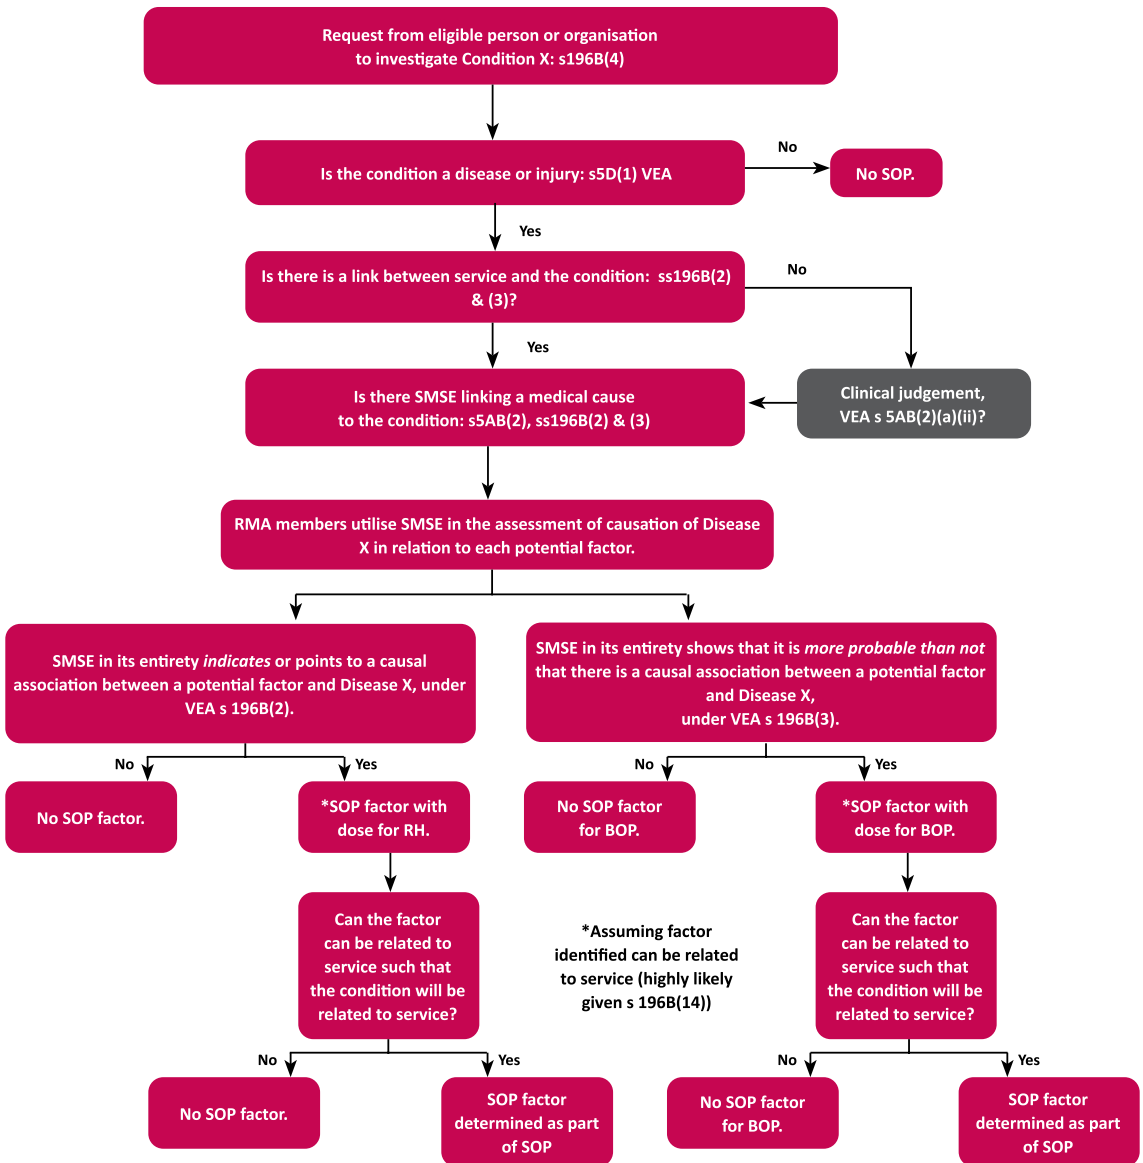 Request from eligible person or organisation
to investigate Condition X: s196B(4)
Is the condition a disease or injury: s5D(1) VEA
No
No SOP.
Yes
Is there is a link between service and the condition:  ss196B(2)
& (3)?
No
Yes
Is there SMSE linking a medical cause
to the condition: s5AB(2), ss196B(2) & (3)
Clinical judgement,
VEA s 5AB(2)(a)(ii)?
RMA members utilise SMSE in the assessment of causation of Disease
X in relation to each potential factor.
SMSE in its entirety indicates or points to a causal
association between a potential factor and Disease X, under
VEA s 196B(2).
SMSE in its entirety shows that it is more probable than not
that there is a causal association between a potential factor
and Disease X,
under VEA s 196B(3).
No
Yes
No
Yes
No SOP factor.
*SOP factor with
dose for RH.
No SOP factor
for BOP.
*SOP factor with
dose for BOP.
Can the factor
can be related to
service such that
the condition will be
related to service?
*Assuming factor
identified can be related
to service (highly likely
given s 196B(14))
Can the factor
can be related to
service such that
the condition will be
related to service?
No
Yes
No
Yes
No SOP factor.
SOP factor
determined as part
of SOP
No SOP factor
for BOP.
SOP factor
determined as part
of SOP